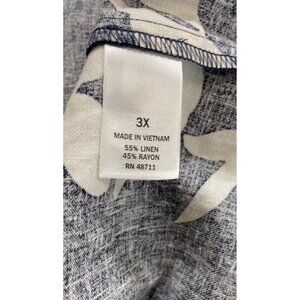 3X
MADE IN VIETNAM
55% LINEN
45% RAYON
RN 48711